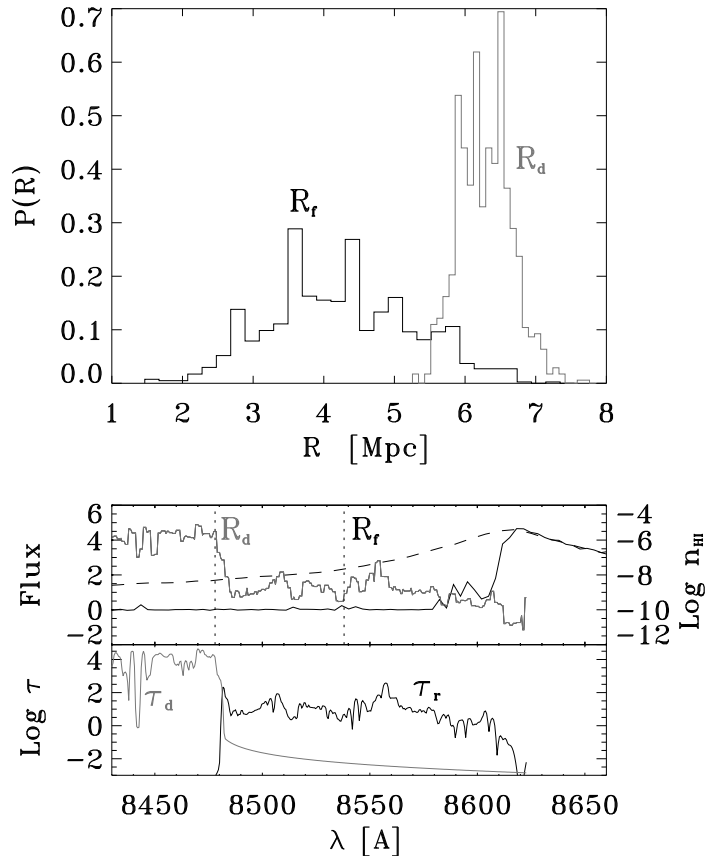 0.7
0.6
0.5
0.4
0.3
0.2
0.1
0.0
P(R)
R_f
R_d
1 2 3 4 5 6 7 8
R [Mpc]
6
4
2
0
−2
Flux
R_d
R_f
−4
−6
−8
−10
−12
Log n_HI
4
2
0
−2
Log τ
τ_d
τ_r
8450 8500 8550 8600 8650
λ [A]